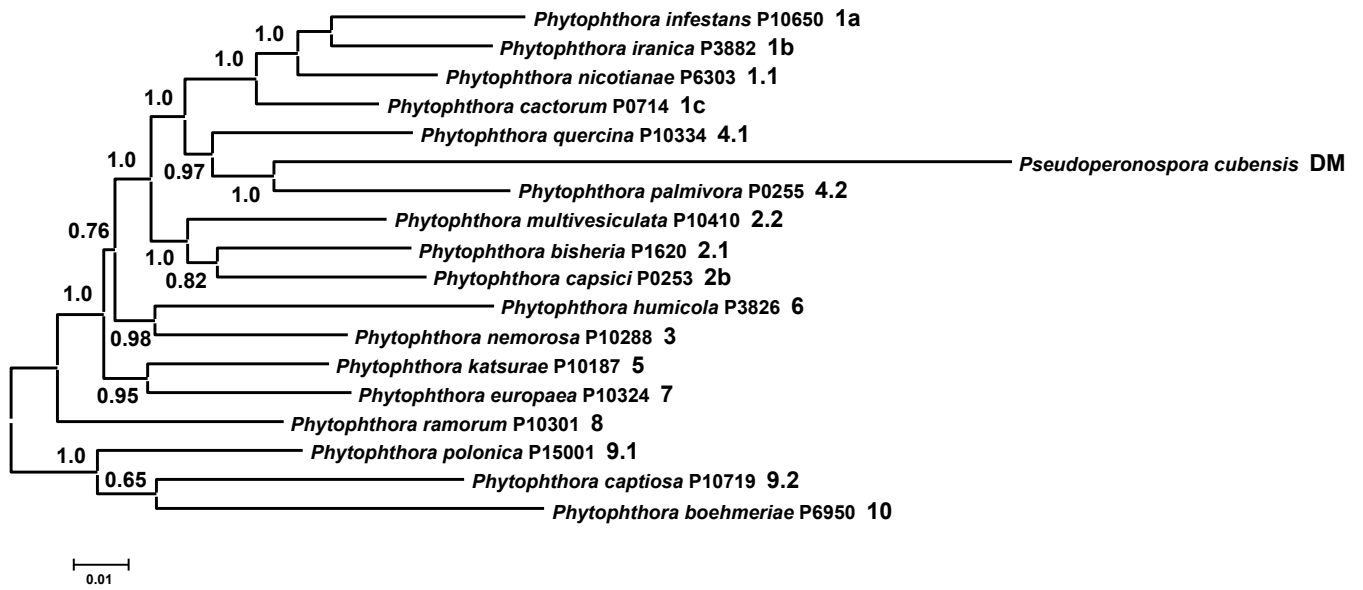 Phytophthora infestans P10650 1a
1.0
Phytophthora iranica P3882 1b
1.0
Phytophthora nicotianae P6303 1.1
1.0
Phytophthora cactorum P0714 1c
Phytophthora quercina P10334 4.1
1.0
0.97
Pseudoperonospora cubensis DM
1.0
Phytophthora palmivora P0255 4.2
Phytophthora multivesiculata P10410 2.2
0.76
Phytophthora bisheria P1620 2.1
1.0
0.82
Phytophthora capsici P0253 2b
1.0
Phytophthora humicola P3826 6
0.98
Phytophthora nemorosa P10288 3
Phytophthora katsurae P10187 5
0.95
Phytophthora europaea P10324 7
Phytophthora ramorum P10301 8
1.0
Phytophthora polonica P15001 9.1
0.65
Phytophthora captiosa P10719 9.2
Phytophthora boehmeriae P6950 10
0.01